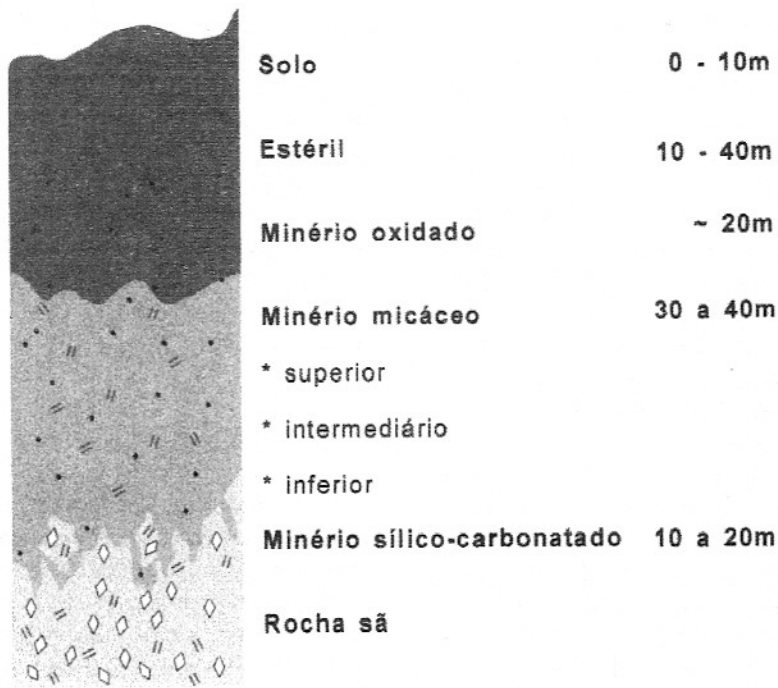 Solo 0 - 10m
Estéril 10 - 40m
Minério oxidado ~ 20m
Minério micáceo 30 a 40m
* superior
* intermediário
* inferior
Minério sílico-carbonatado 10 a 20m
Rocha sã